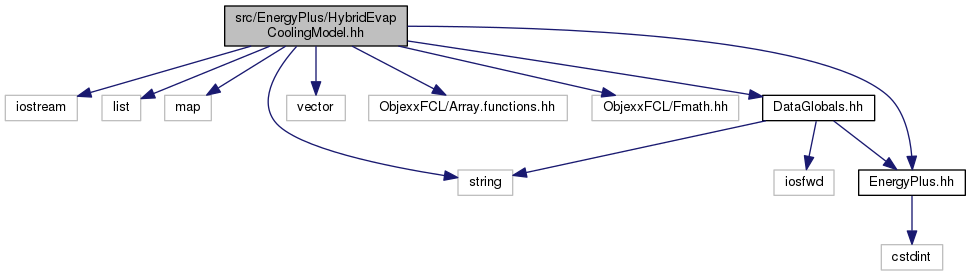 src/EnergyPlus/HybridEvap
CoolingModel.hh
iostream
list
map
vector
ObjexxFCL/Array.functions.hh
ObjexxFCL/Fmath.hh
DataGlobals.hh
string
iosfwd
EnergyPlus.hh
cstdint